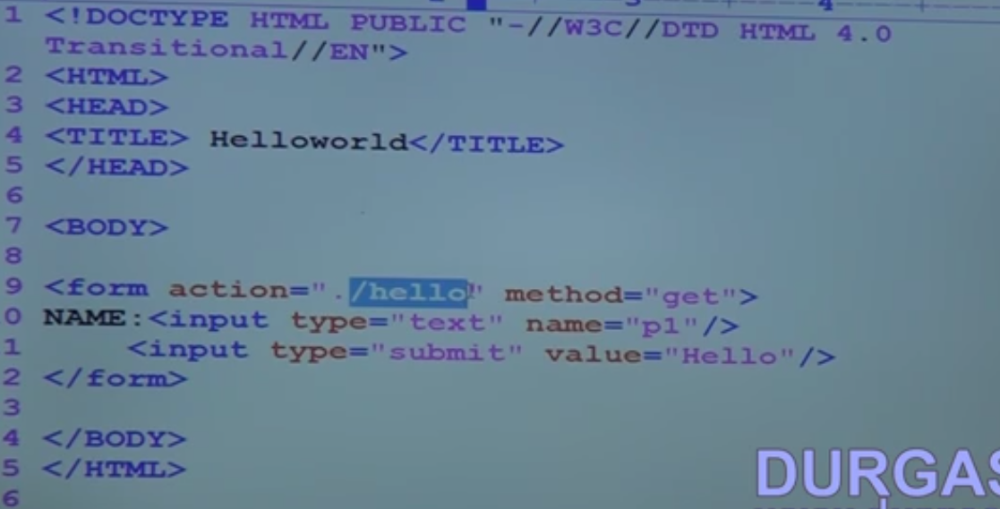 1 <!DOCTYPE HTML PUBLIC "-//W3C//DTD HTML 4.0
Transitional//EN">
2 <HTML>
3 <HEAD>
4 <TITLE> Helloworld</TITLE>
5 </HEAD>
6
7 <BODY>
8
9 <form action="./hello" method="get">
0 NAME:<input type="text" name="p1"/>
1 <input type="submit" value="Hello"/>
2 </form>
3
4 </BODY>
5 </HTML>
6
DURGAS